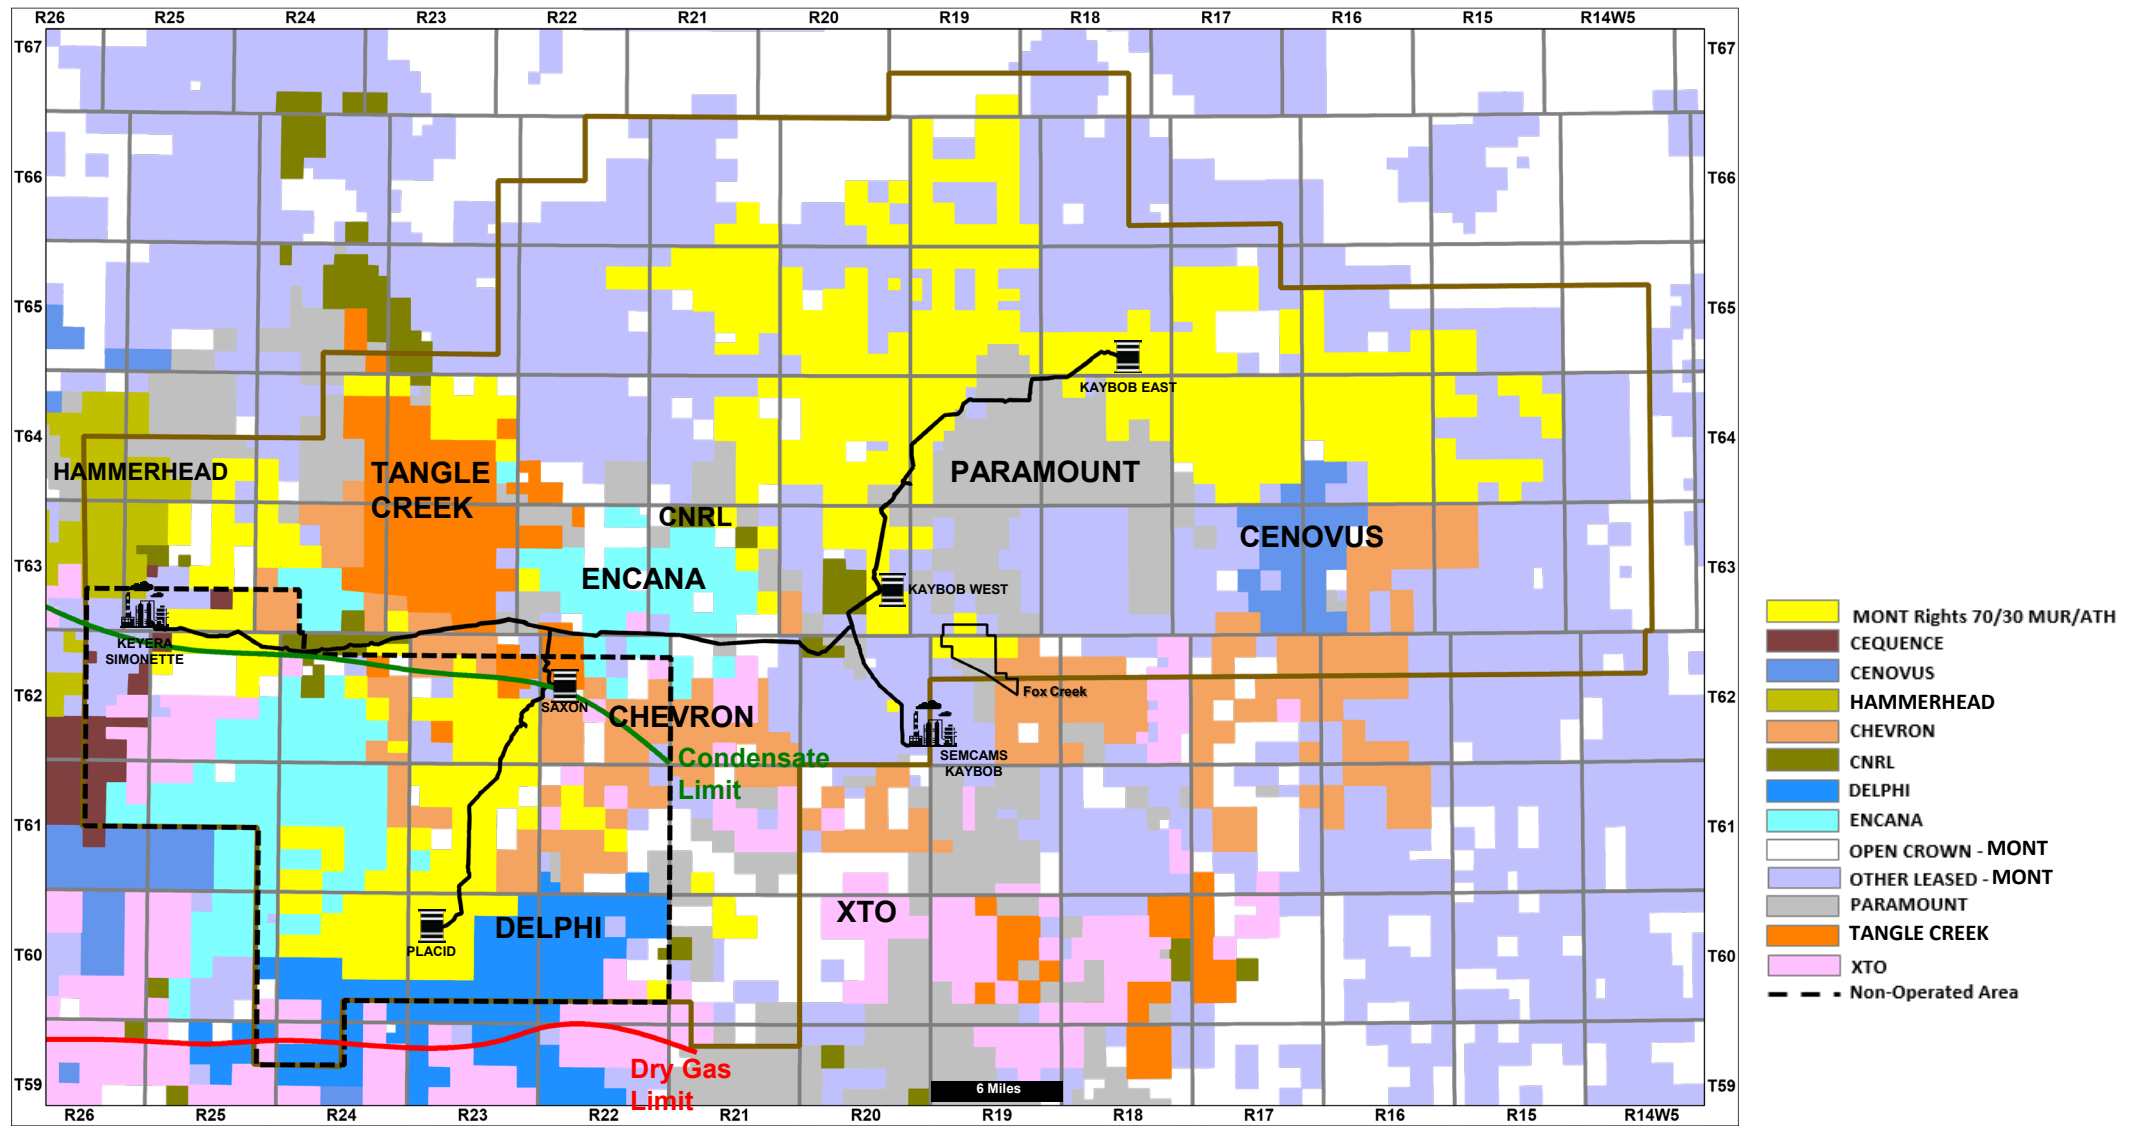 R26 R25 R24 R23 R22 R21 R20 R19 R18 R17 R16 R15 R14W5
T67 T67
T66 T66
T65 T65
KAYBOB EAST
T64 T64
HAMMERHEAD
TANGLE
CREEK
PARAMOUNT
CNRL
CENOVUS
T63 T63
ENCANA
KAYBOB WEST
KEYERA
SIMONETTE
T62 T62
Fox Creek
SAXON
CHEVRON
Condensate
Limit
SEMCAMS
KAYBOB
T61 T61
XTO
DELPHI
PLACID
T60 T60
Dry Gas
Limit
T59 T59
6 Miles
R26 R25 R24 R23 R22 R21 R20 R19 R18 R17 R16 R15 R14W5
MONT Rights 70/30 MUR/ATH
CEQUENCE
CENOVUS
HAMMERHEAD
CHEVRON
CNRL
DELPHI
ENCANA
OPEN CROWN - MONT
OTHER LEASED - MONT
PARAMOUNT
TANGLE CREEK
XTO
Non-Operated Area